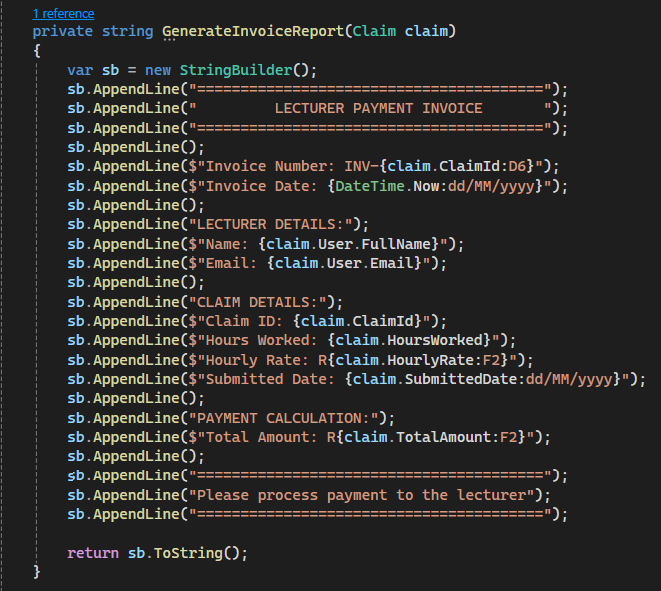 1 reference
private string GenerateInvoiceReport(Claim claim)
{
    var sb = new StringBuilder();
    sb.AppendLine("========================================");
    sb.AppendLine("         LECTURER PAYMENT INVOICE       ");
    sb.AppendLine("========================================");
    sb.AppendLine();
    sb.AppendLine($"Invoice Number: INV-{claim.ClaimId:D6}");
    sb.AppendLine($"Invoice Date: {DateTime.Now:dd/MM/yyyy}");
    sb.AppendLine();
    sb.AppendLine("LECTURER DETAILS:");
    sb.AppendLine($"Name: {claim.User.FullName}");
    sb.AppendLine($"Email: {claim.User.Email}");
    sb.AppendLine();
    sb.AppendLine("CLAIM DETAILS:");
    sb.AppendLine($"Claim ID: {claim.ClaimId}");
    sb.AppendLine($"Hours Worked: {claim.HoursWorked}");
    sb.AppendLine($"Hourly Rate: R{claim.HourlyRate:F2}");
    sb.AppendLine($"Submitted Date: {claim.SubmittedDate:dd/MM/yyyy}");
    sb.AppendLine();
    sb.AppendLine("PAYMENT CALCULATION:");
    sb.AppendLine($"Total Amount: R{claim.TotalAmount:F2}");
    sb.AppendLine();
    sb.AppendLine("========================================");
    sb.AppendLine("Please process payment to the lecturer");
    sb.AppendLine("========================================");
    return sb.ToString();
}